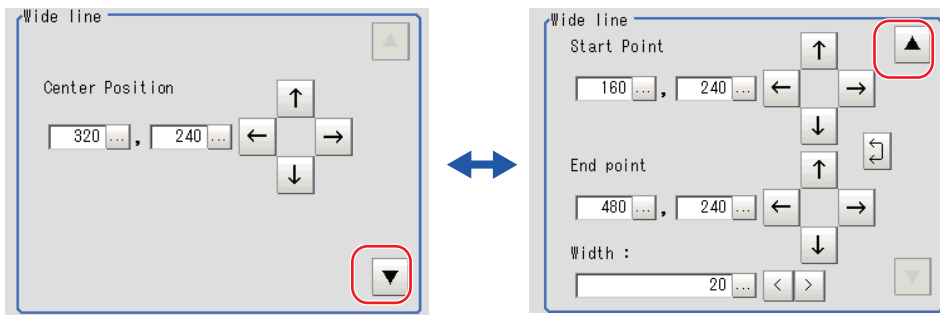 Wide line
Center Position
320 ... , 240 ...
Wide line
Start Point
160 ... , 240 ...
End point
480 ... , 240 ...
Width :
20 ... < >